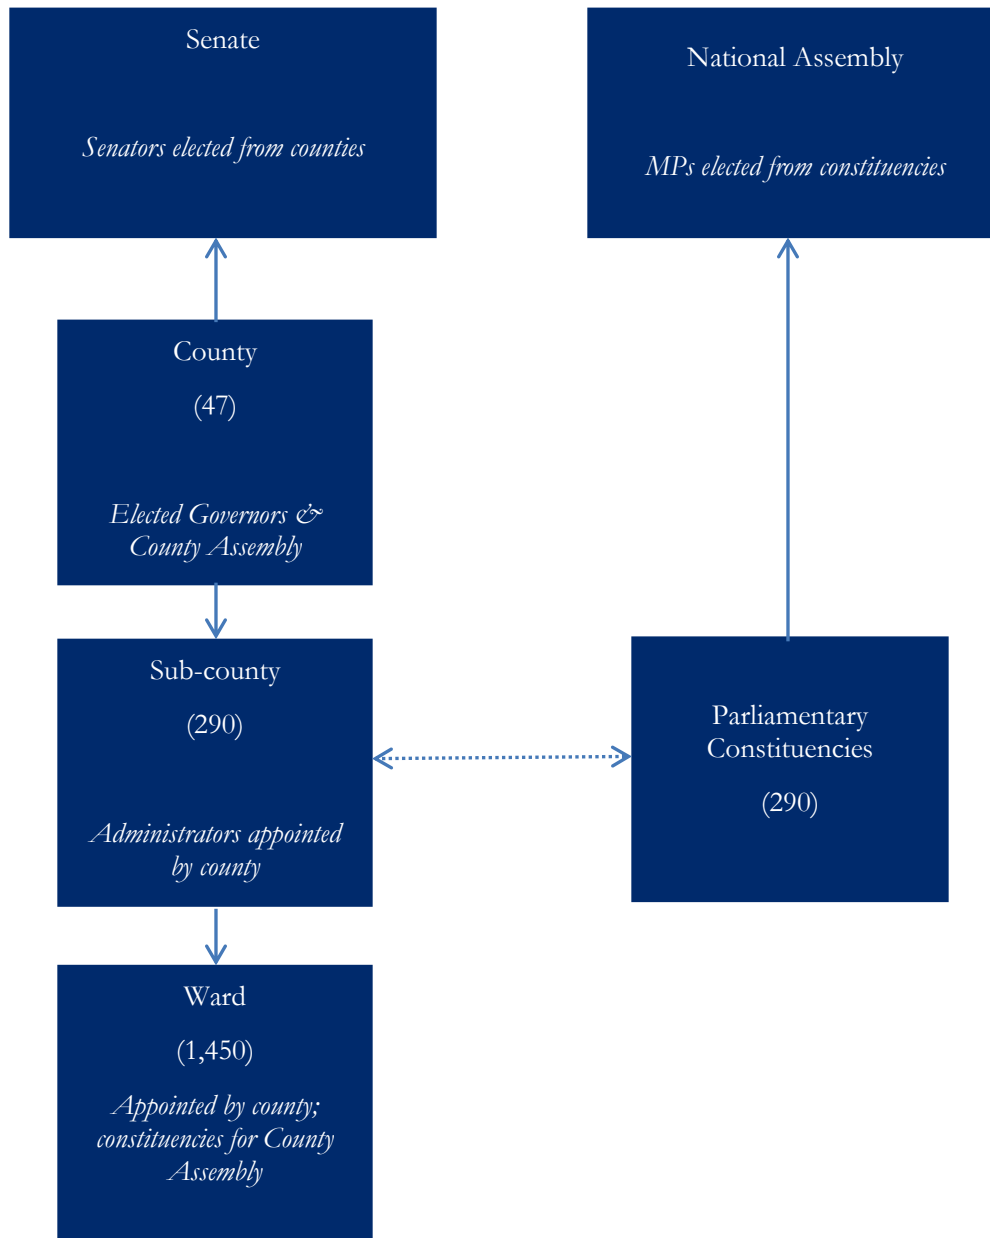 Senate
Senators elected from counties
National Assembly
MPs elected from constituencies
County
(47)
Elected Governors &
County Assembly
Sub-county
(290)
Administrators appointed
by county
Parliamentary
Constituencies
(290)
Ward
(1,450)
Appointed by county;
constituencies for County
Assembly